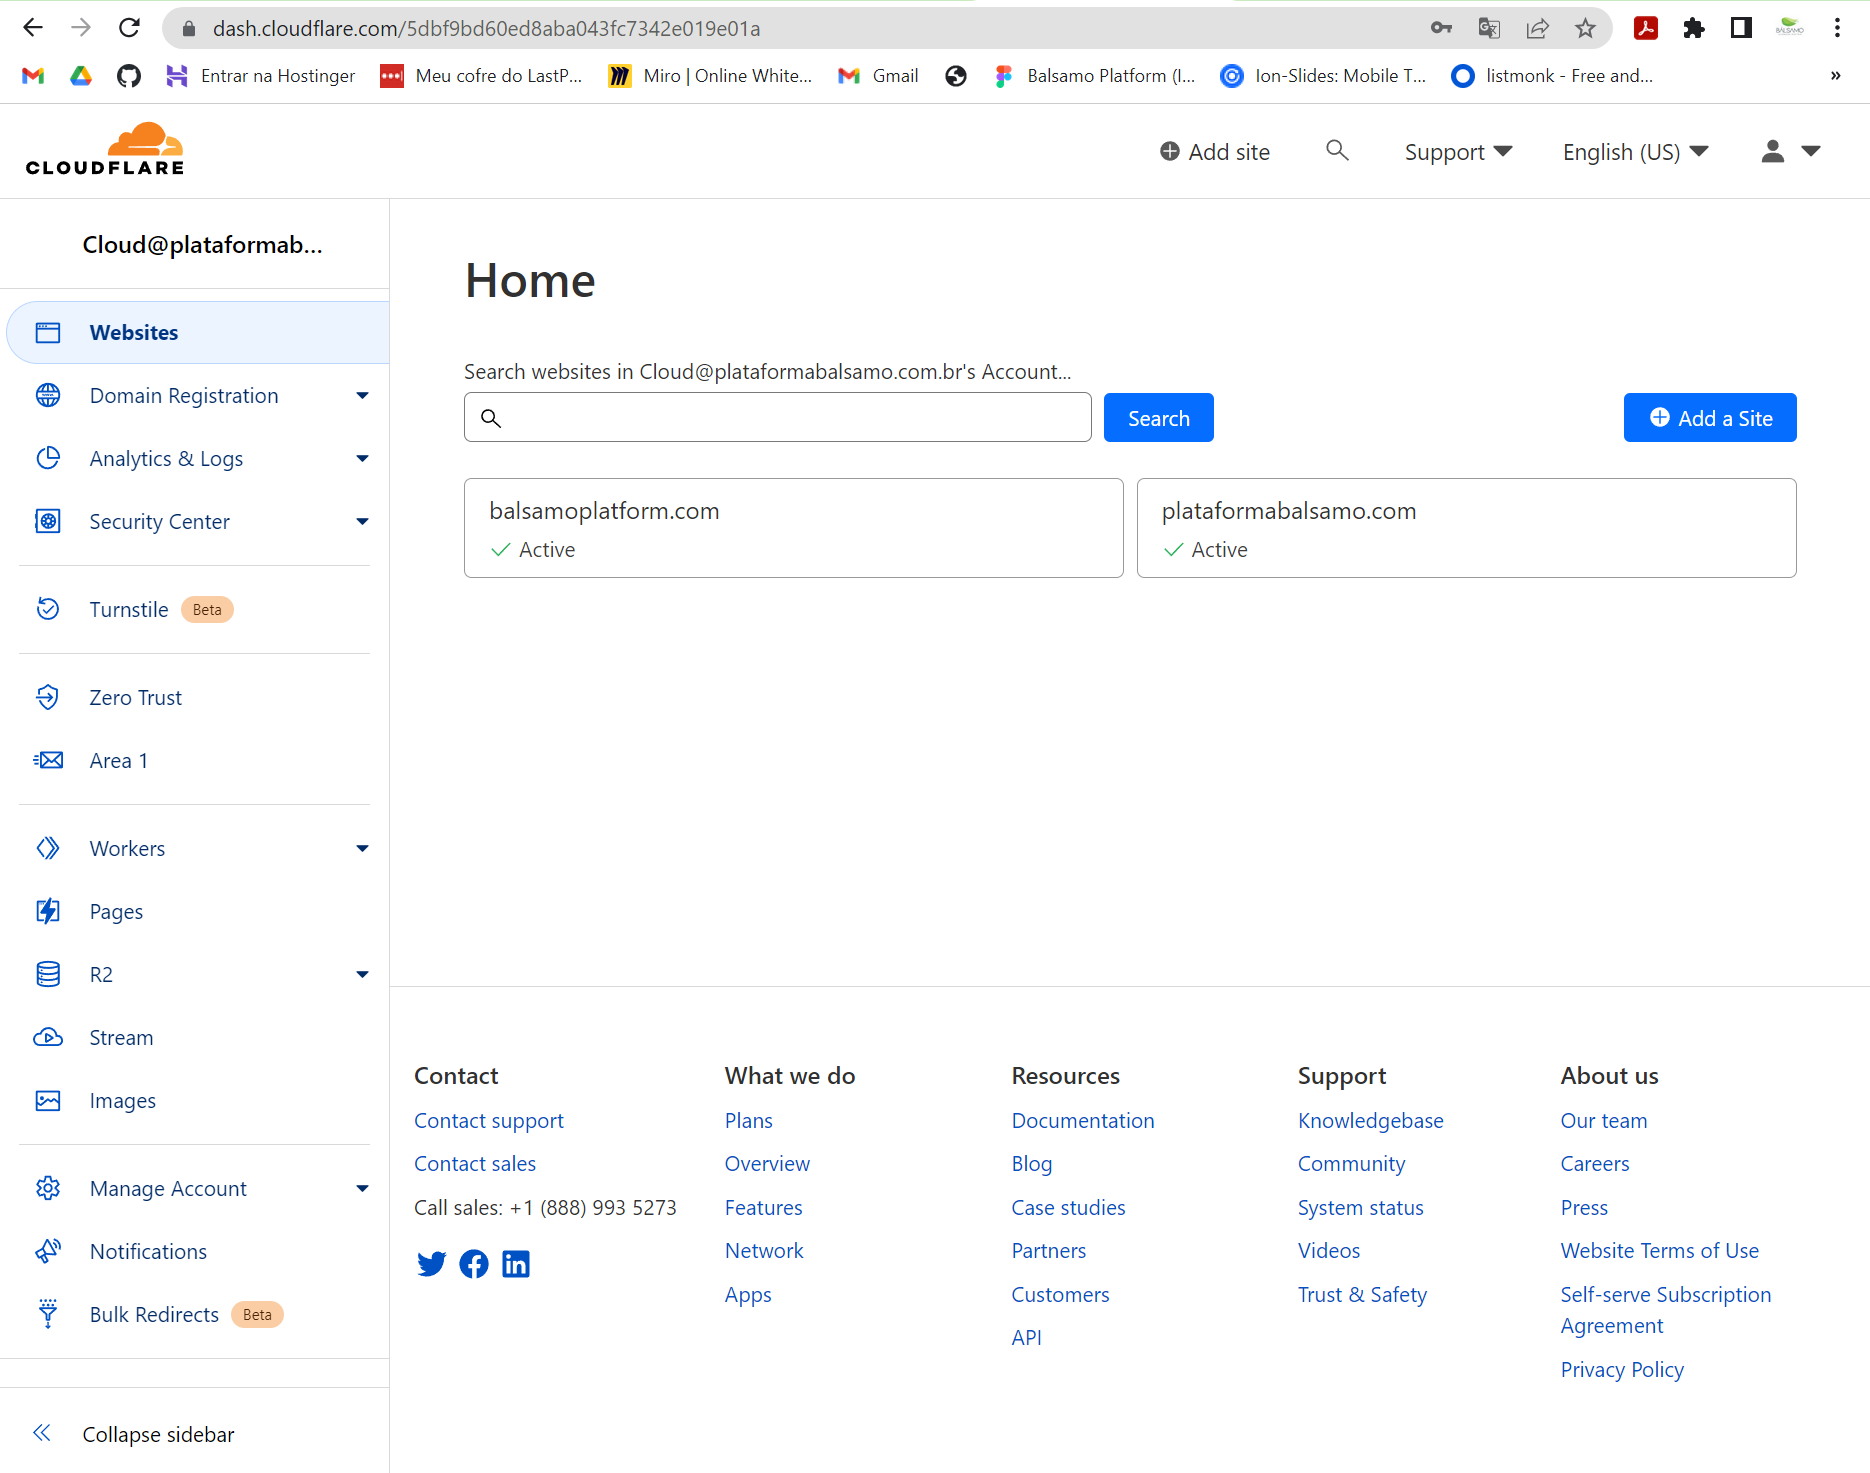 dash.cloudflare.com/5dbf9bd60ed8aba043fc7342e019e01a
Entrar na Hostinger
Meu cofre do LastP...
Miro | Online White...
Gmail
Balsamo Platform (I...
Ion-Slides: Mobile T...
listmonk - Free and...
»
CLOUDFLARE
Add site
Support
English (US)
Cloud@plataformab...
Websites
Domain Registration
Analytics & Logs
Security Center
Turnstile Beta
Zero Trust
Area 1
Workers
Pages
R2
Stream
Images
Manage Account
Notifications
Bulk Redirects Beta
Collapse sidebar
Home
Search websites in Cloud@plataformabalsamo.com.br's Account...
Search
Add a Site
balsamoplatform.com
Active
plataformabalsamo.com
Active
Contact
Contact support
Contact sales
Call sales: +1 (888) 993 5273
What we do
Plans
Overview
Features
Network
Apps
Resources
Documentation
Blog
Case studies
Partners
Customers
API
Support
Knowledgebase
Community
System status
Videos
Trust & Safety
About us
Our team
Careers
Press
Website Terms of Use
Self-serve Subscription
Agreement
Privacy Policy